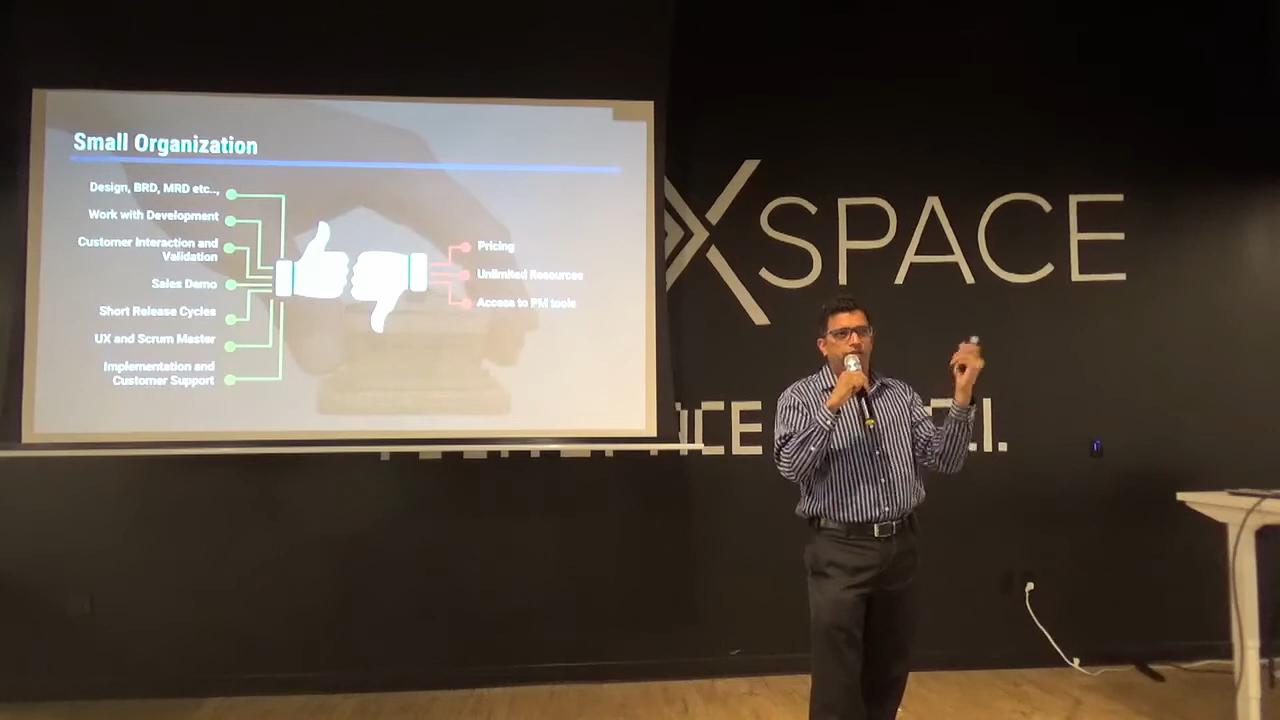 Small Organization
Design, BRD, MRD etc..,
Work with Development
Customer Interaction and
Validation
Sales Demo
Short Release Cycles
UX and Scrum Master
Implementation and
Customer Support
Pricing
Unlimited Resources
Access to PM tools
XSPACE